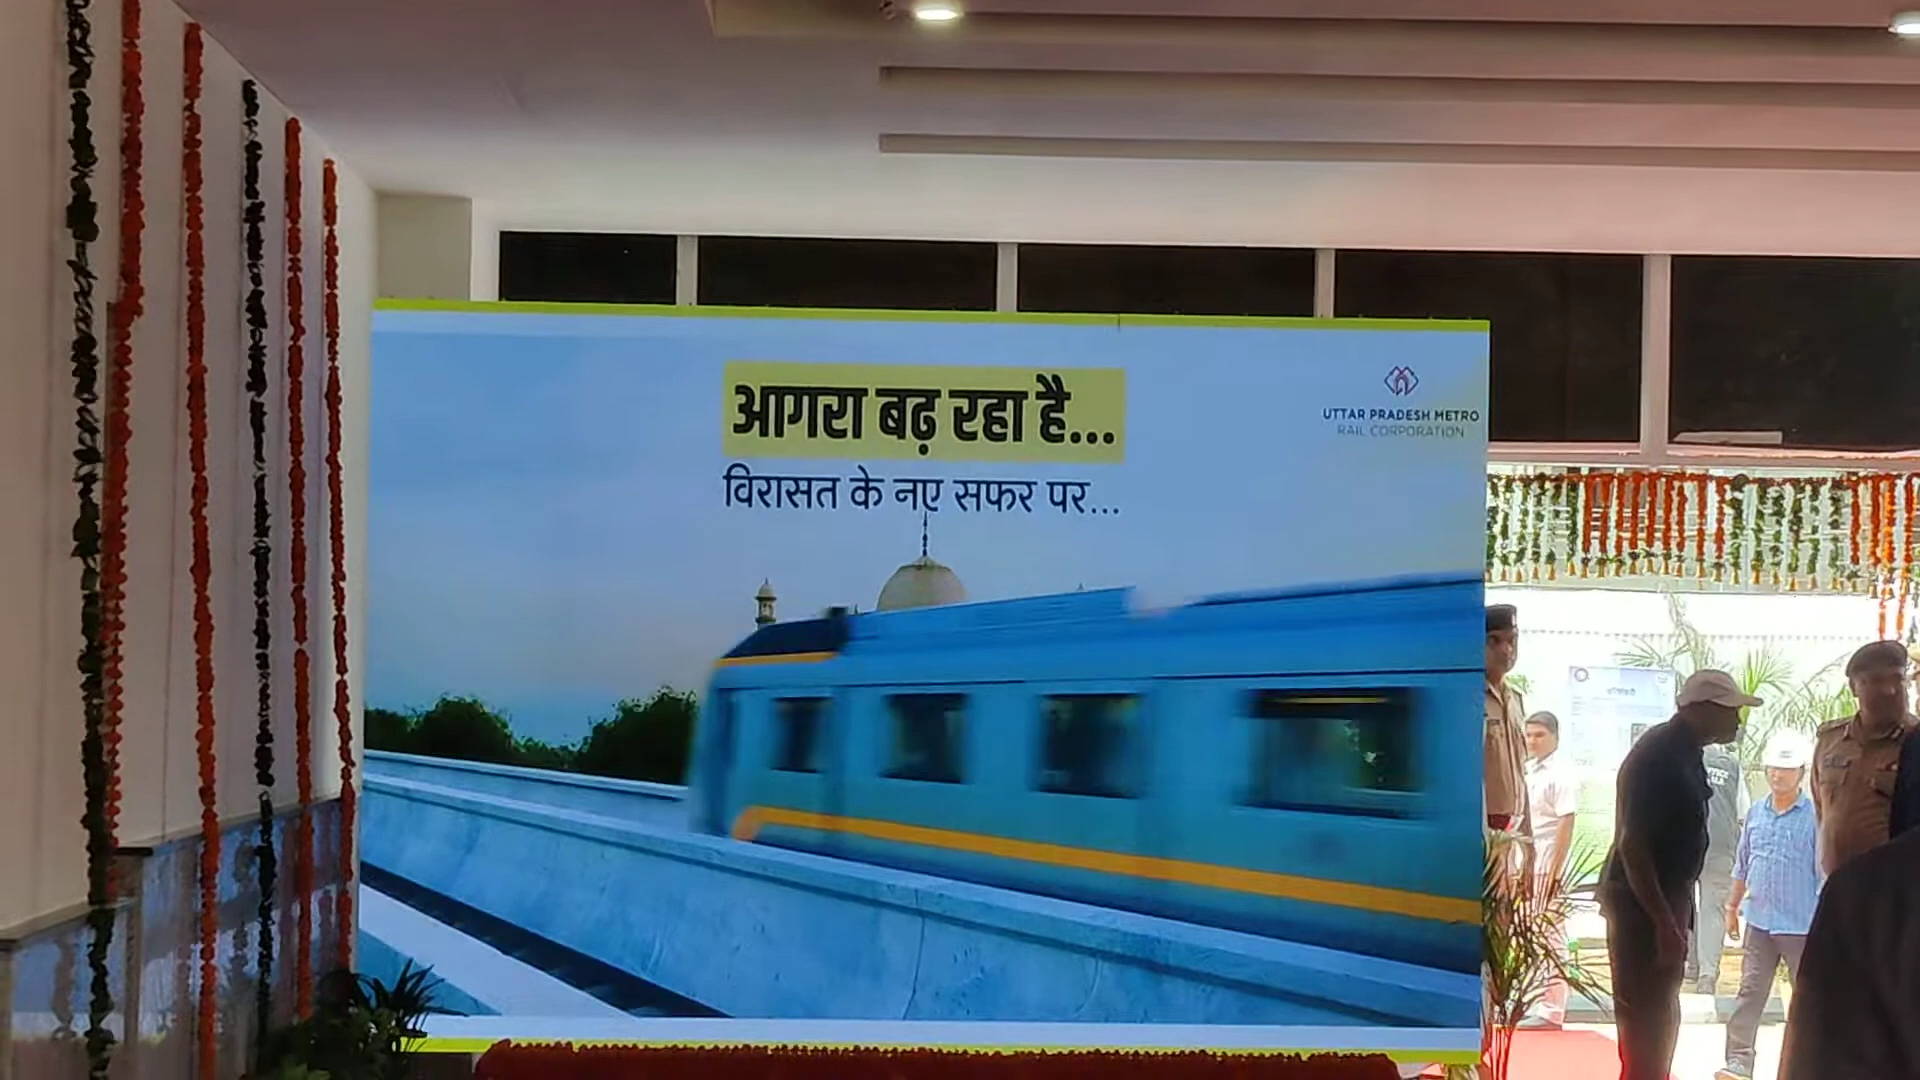 आगरा बढ़ रहा है...
विरासत के नए सफर पर...
UTTAR PRADESH METRO
RAIL CORPORATION